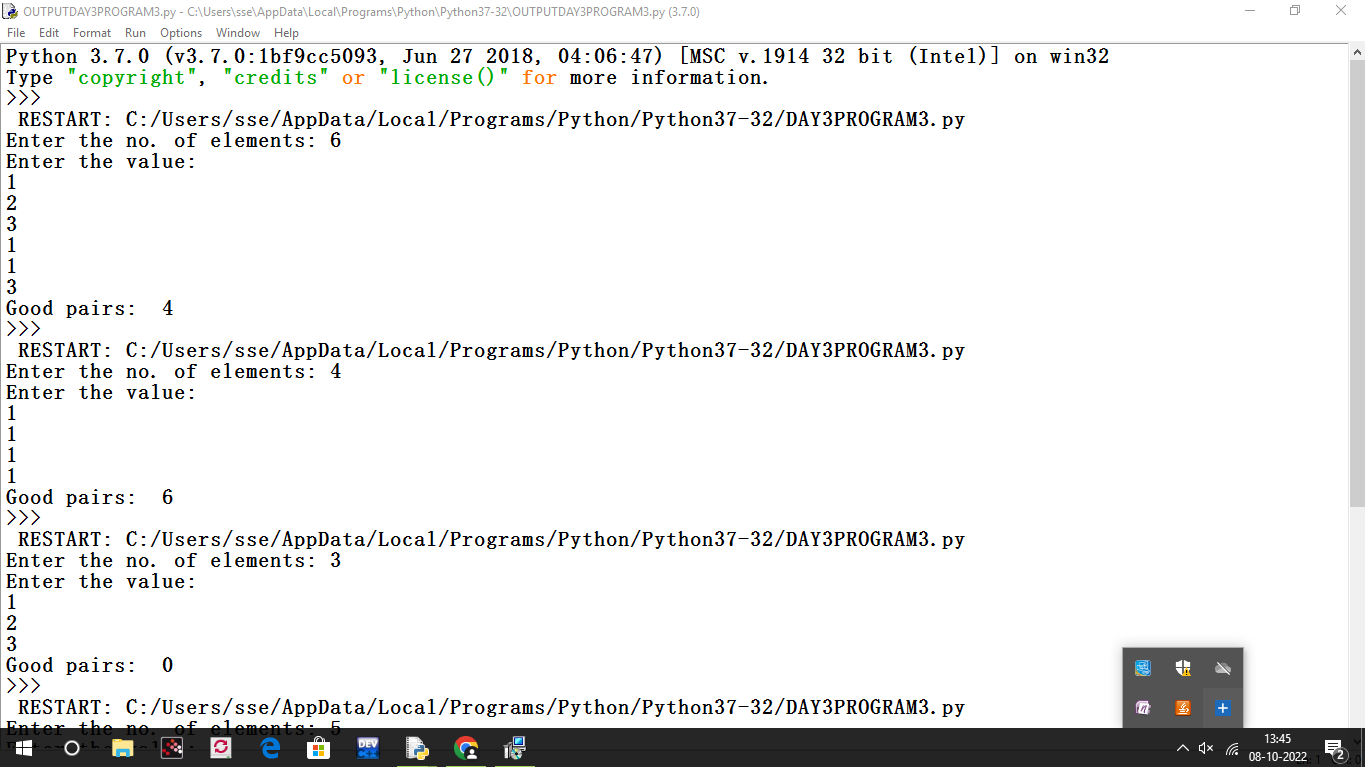 OUTPUTDAY3PROGRAM3.py - C:\Users\sse\AppData\Local\Programs\Python\Python37-32\OUTPUTDAY3PROGRAM3.py (3.7.0)
File Edit Format Run Options Window Help
Python 3.7.0 (v3.7.0:1bf9cc5093, Jun 27 2018, 04:06:47) [MSC v.1914 32 bit (Intel)] on win32
Type "copyright", "credits" or "license()" for more information.
>>>
RESTART: C:/Users/sse/AppData/Local/Programs/Python/Python37-32/DAY3PROGRAM3.py
Enter the no. of elements: 6
Enter the value:
1
2
3
1
1
3
Good pairs:  4
>>>
RESTART: C:/Users/sse/AppData/Local/Programs/Python/Python37-32/DAY3PROGRAM3.py
Enter the no. of elements: 4
Enter the value:
1
1
1
1
Good pairs:  6
>>>
RESTART: C:/Users/sse/AppData/Local/Programs/Python/Python37-32/DAY3PROGRAM3.py
Enter the no. of elements: 3
Enter the value:
1
2
3
Good pairs:  0
>>>
RESTART: C:/Users/sse/AppData/Local/Programs/Python/Python37-32/DAY3PROGRAM3.py
Enter the no. of elements: 5
DEV
13:45
08-10-2022
2